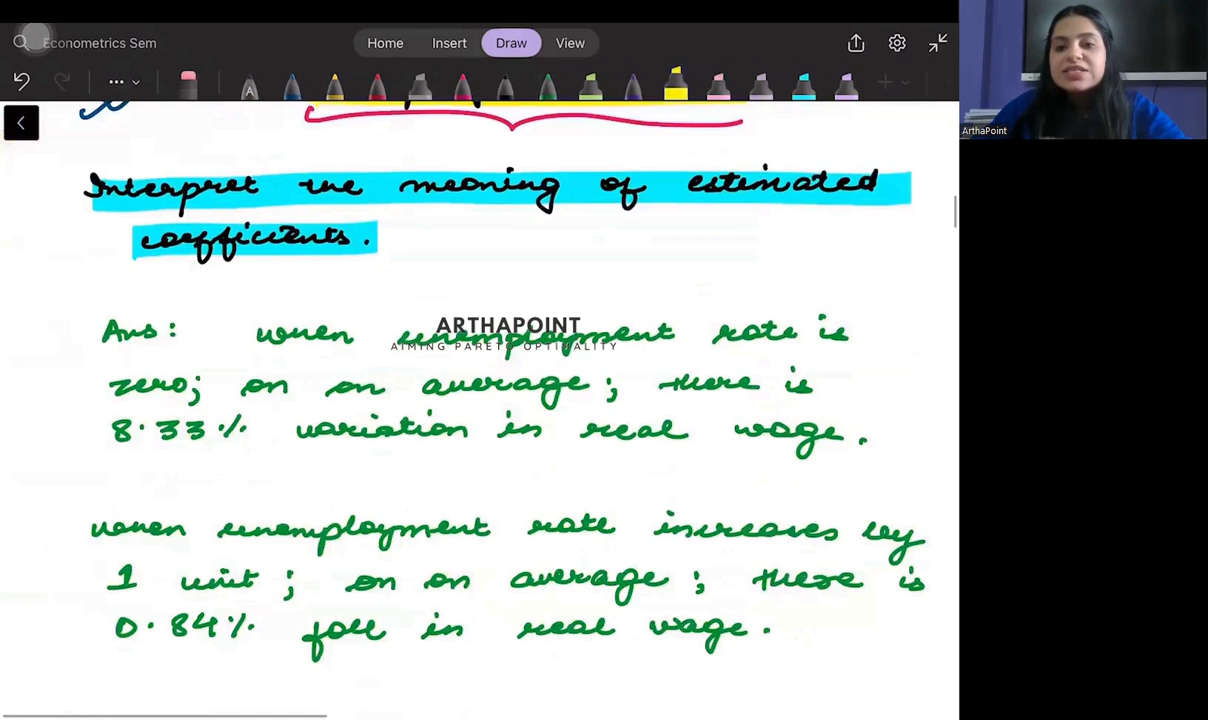 Econometrics Sem
Home Insert Draw View
ArthaPoint
Interpret the meaning of estimated
coefficients.
ARTHAPOINT
AIMING PARETO OPTIMALITY
Ans: when unemployment rate is
zero; on an average; there is
8.33% variation in real wage.
when unemployment rate increases by
1 unit; on an average; there is
0.84% fall in real wage.